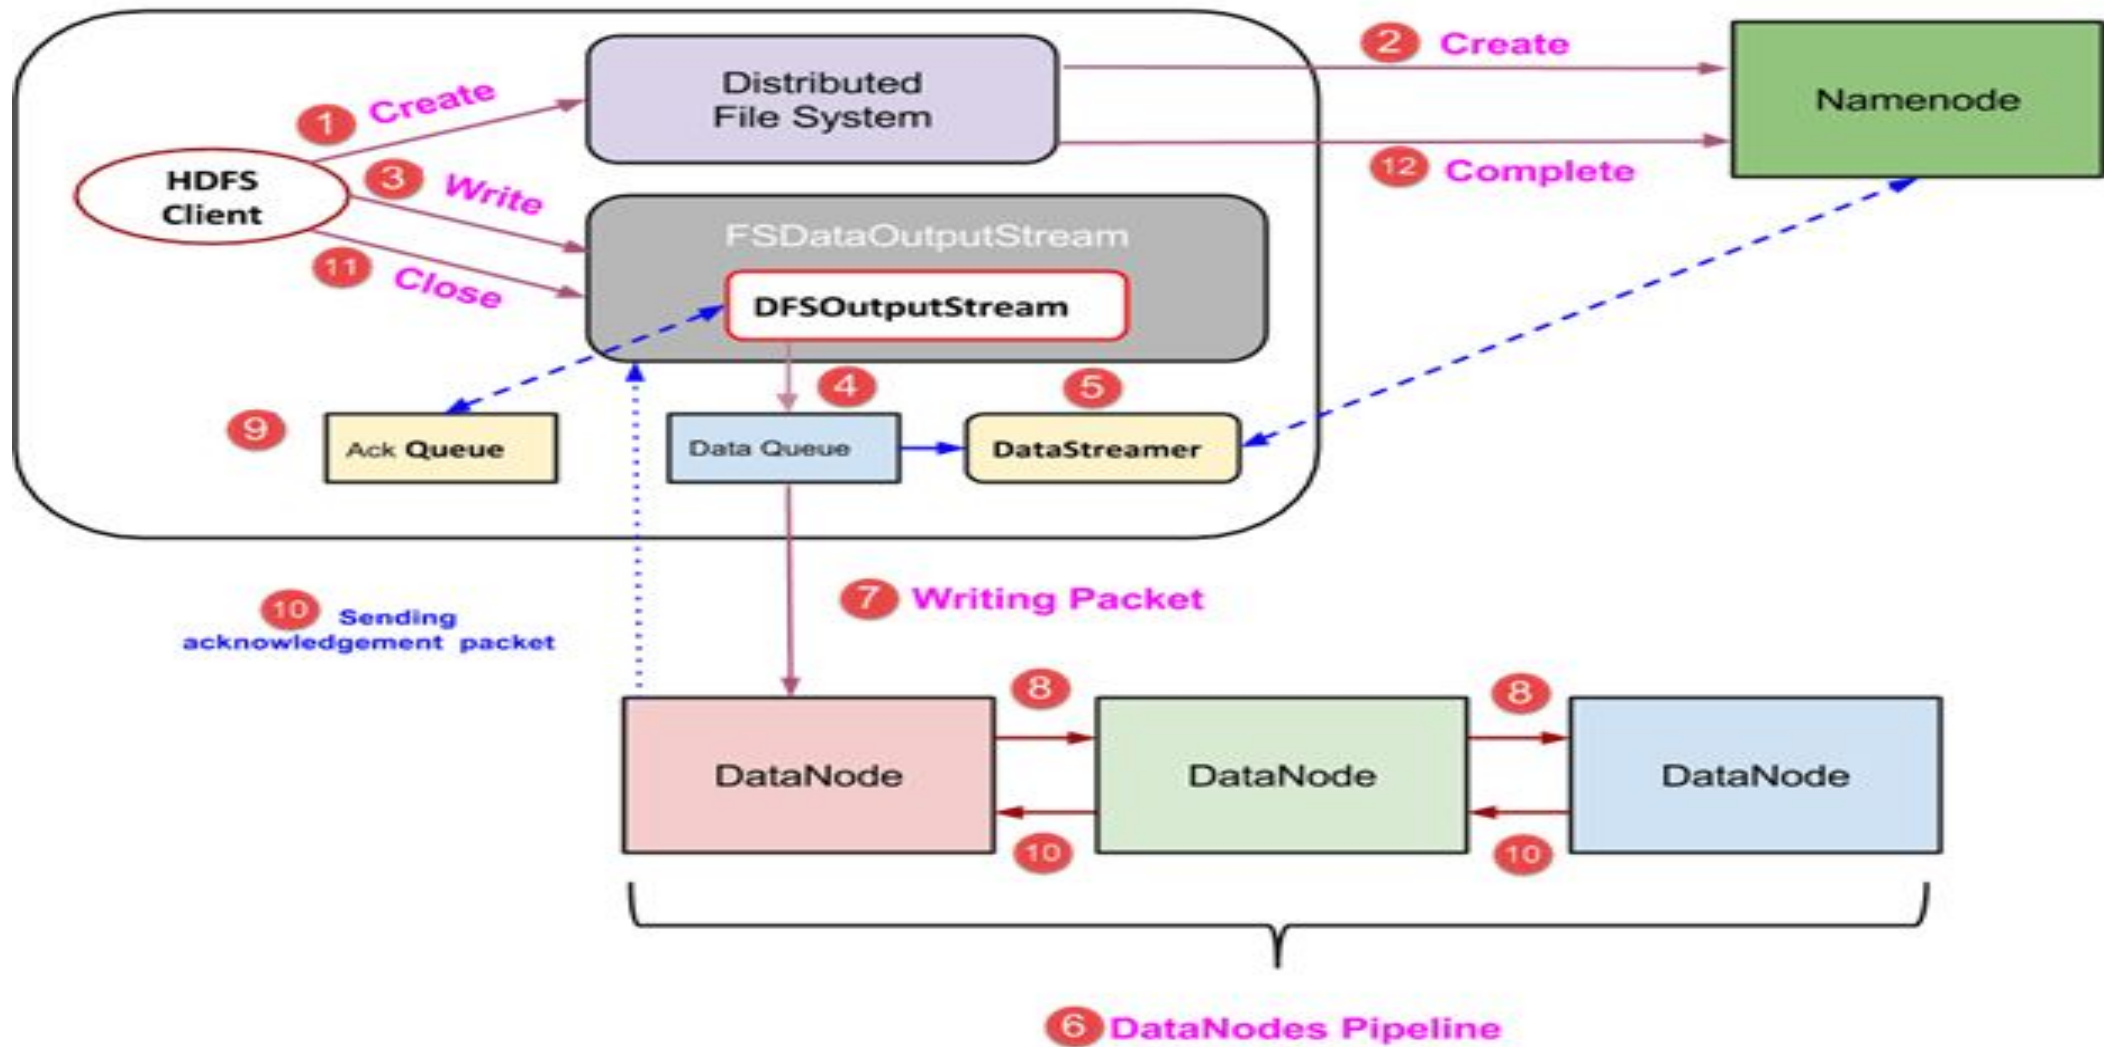 Distributed
File System
2 Create
Namenode
1 Create
12 Complete
HDFS
Client
3 Write
FSDataOutputStream
11 Close
DFSOutputStream
4
5
9
Ack Queue
Data Queue
DataStreamer
10 Sending
acknowledgement packet
7 Writing Packet
8
8
DataNode
DataNode
DataNode
10
10
6 DataNodes Pipeline